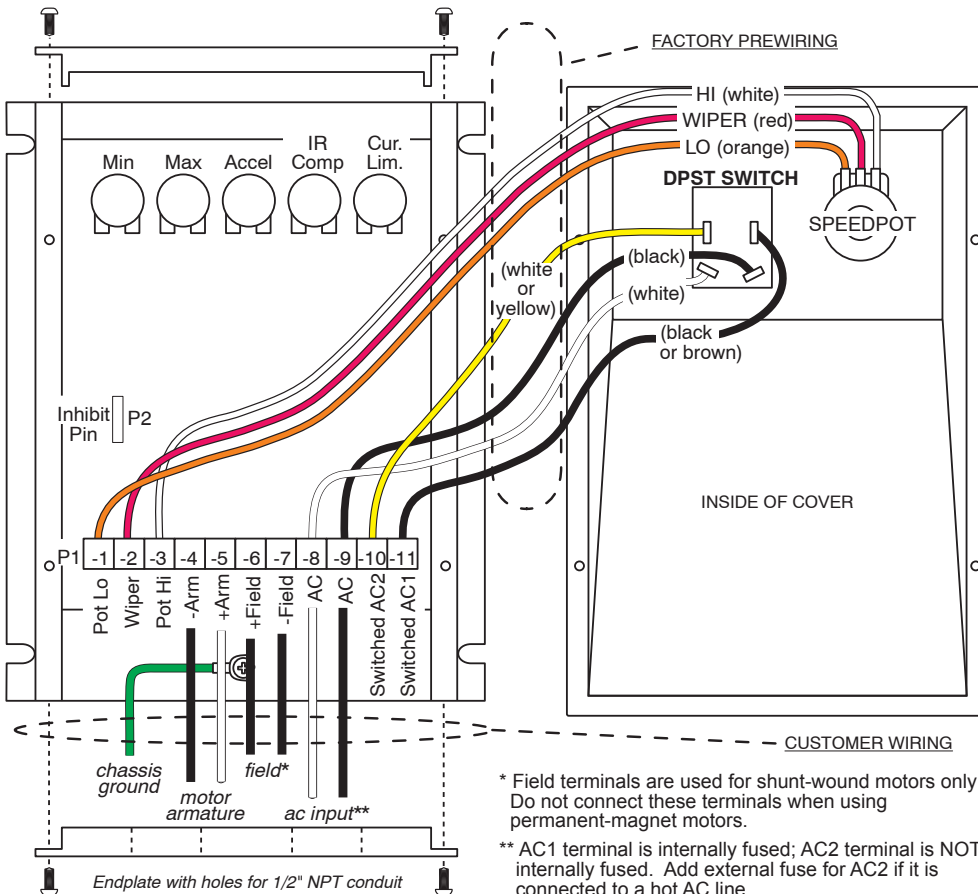 FACTORY PREWIRING
HI (white)
WIPER (red)
LO (orange)
DPST SWITCH
SPEEDPOT
Min
Max
Accel
IR
Comp
Cur.
Lim.
(white
or
yellow)
(black)
(white)
(black
or brown)
Inhibit
Pin
P2
INSIDE OF COVER
P1
-1 -2 -3 -4 -5 -6 -7 -8 -9 -10 -11
Pot Lo
Wiper
Pot Hi
-Arm
+Arm
+Field
-Field
AC
AC
Switched AC2
Switched AC1
CUSTOMER WIRING
chassis
ground
motor
armature
field*
ac input**
* Field terminals are used for shunt-wound motors only
Do not connect these terminals when using
permanent-magnet motors.
** AC1 terminal is internally fused; AC2 terminal is NOT
internally fused. Add external fuse for AC2 if it is
connected to a hot AC line.
Endplate with holes for 1/2" NPT conduit